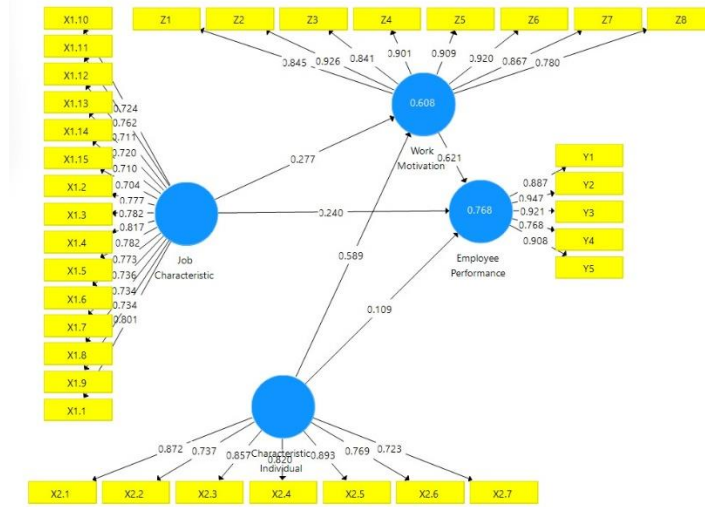 X1.10
X1.11
X1.12
X1.13
X1.14
X1.15
X1.2
X1.3
X1.4
X1.5
X1.6
X1.7
X1.8
X1.9
X1.1
0.724
0.762
0.711
0.720
0.710
0.704
0.777
0.782
0.817
0.782
0.773
0.736
0.734
0.734
0.801
Job
Characteristic
Z1 Z2 Z3 Z4 Z5 Z6 Z7 Z8
0.845 0.926 0.841 0.901 0.909 0.920 0.867 0.780
0.608
Work
Motivation
0.277
0.621
0.240
0.589
0.109
0.768
Employee
Performance
0.887
0.947
0.921
0.768
0.908
Y1
Y2
Y3
Y4
Y5
Characteristic
Individual
0.872 0.737 0.857 0.820 0.893 0.769 0.723
X2.1 X2.2 X2.3 X2.4 X2.5 X2.6 X2.7